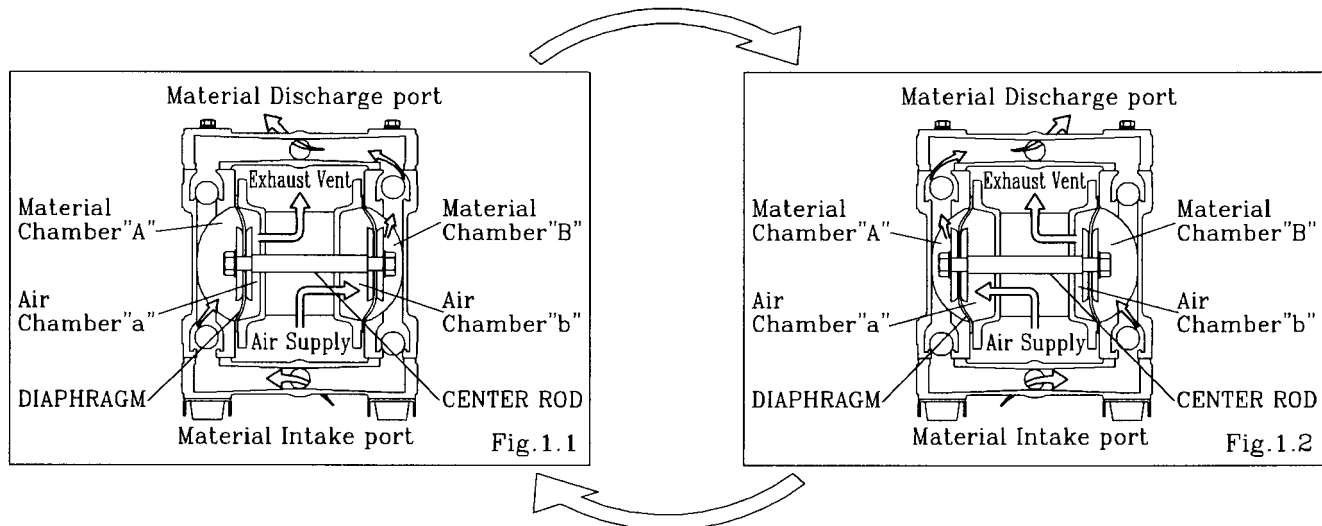 Material Discharge port
Exhaust Vent
Material
Chamber"A"
Material
Chamber"B"
Air
Chamber"a"
Air
Chamber"b"
Air Supply
DIAPHRAGM
CENTER ROD
Material Intake port
Fig.1.1
Material Discharge port
Exhaust Vent
Material
Chamber"A"
Material
Chamber"B"
Air
Chamber"a"
Air
Chamber"b"
Air Supply
DIAPHRAGM
CENTER ROD
Material Intake port
Fig.1.2